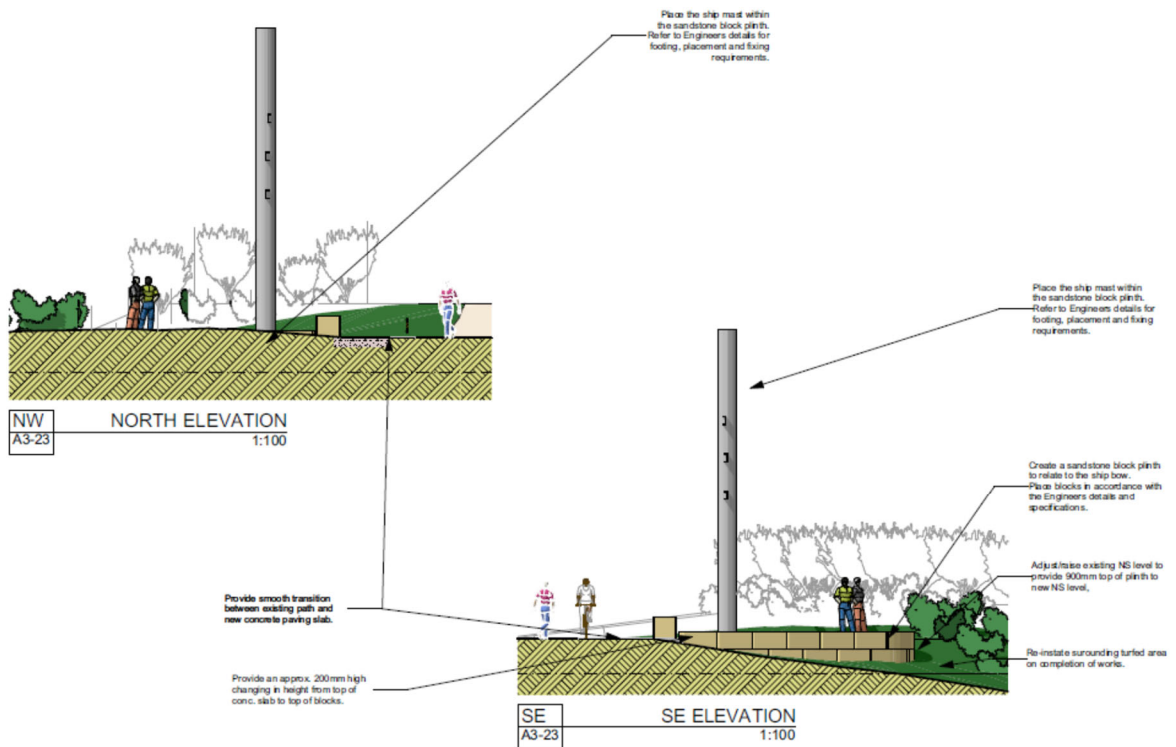 Place the ship mast within
the sandstone block plinth.
Refer to Engineers details for
footing, placement and fixing
requirements.
NW
NORTH ELEVATION
A3-23
1:100
Place the ship mast within
the sandstone block plinth.
Refer to Engineers details for
footing, placement and fixing
requirements.
Create a sandstone block plinth
to relate to the ship bow.
Place blocks in accordance with
the Engineers details and
specifications.
Adjust/raise existing NS level to
provide 900mm top of plinth to
new NS level,
Re-instate surounding turfed area
on completion of works.
Provide smooth transition
between existing path and
new concrete paving slab.
Provide an approx. 200mm high
changing in height from top of
conc. slab to top of blocks.
SE
SE ELEVATION
A3-23
1:100